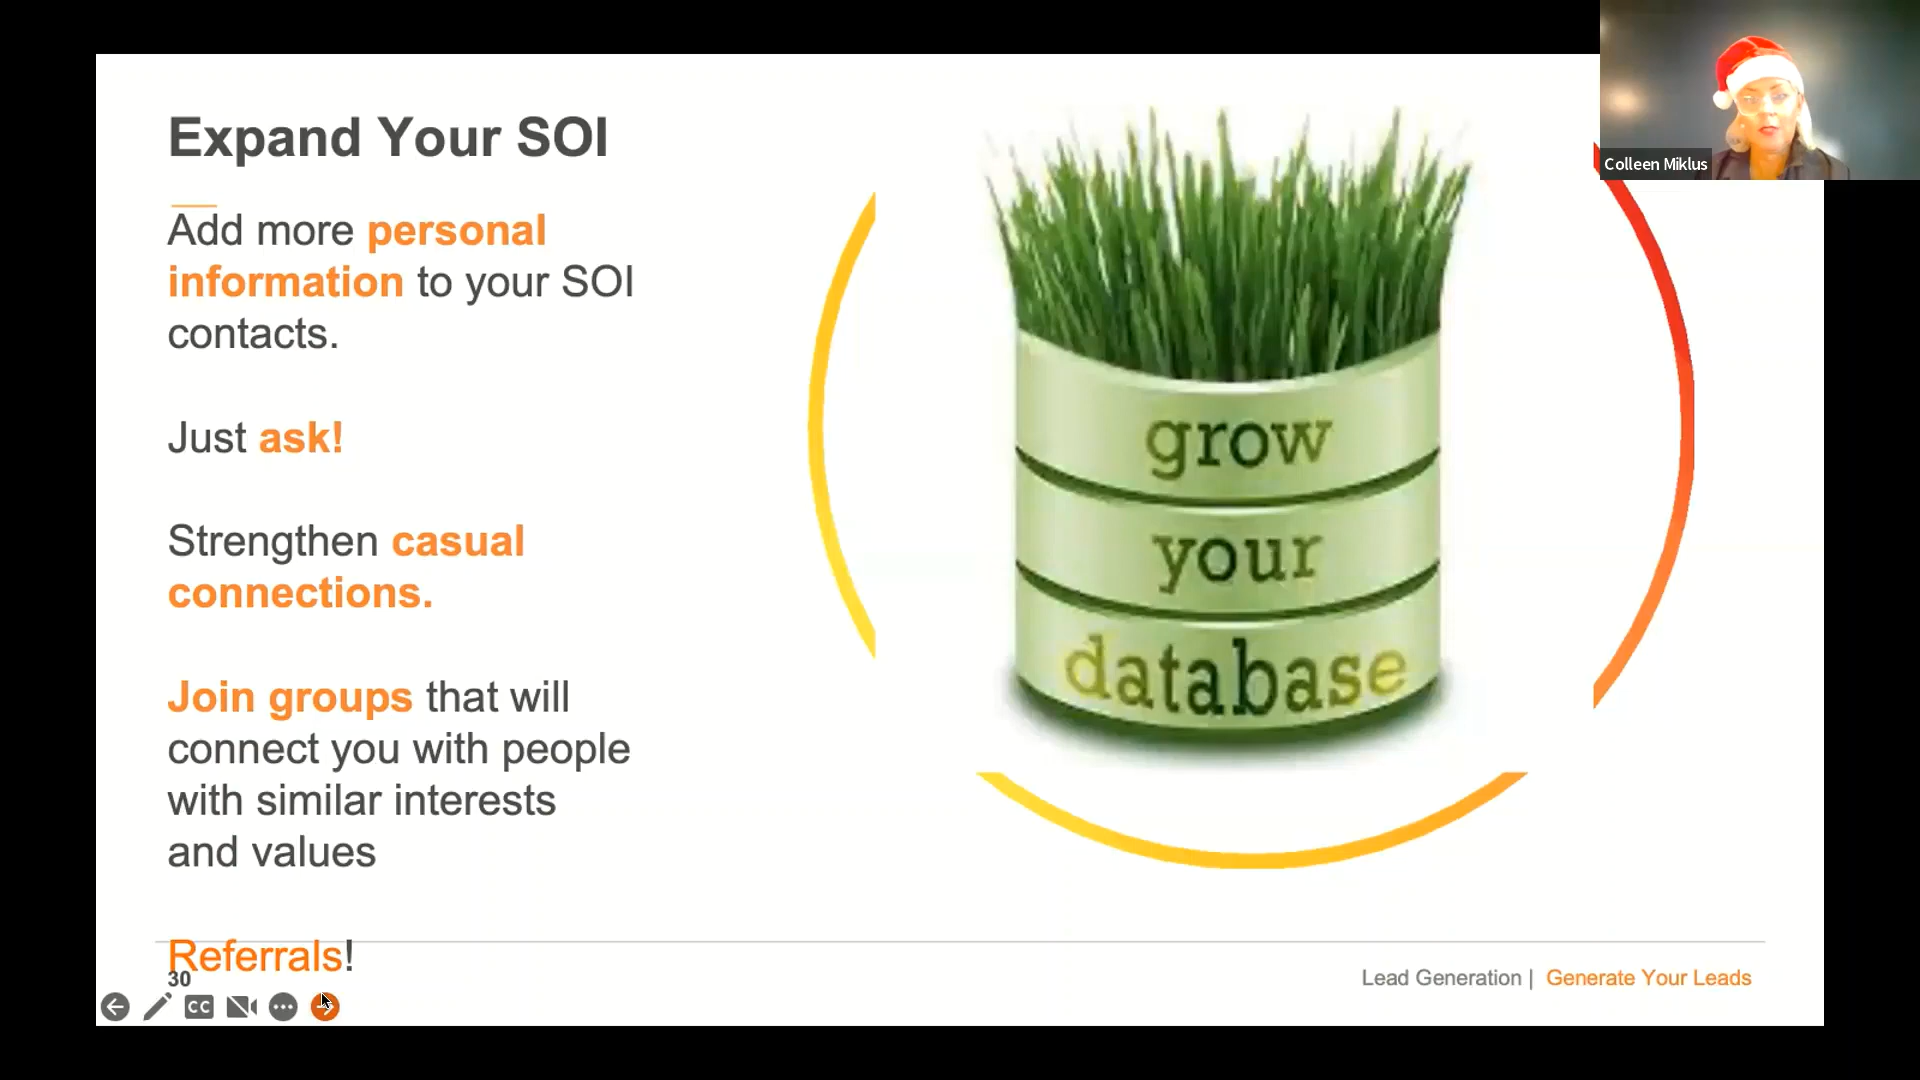 Expand Your SOI
Add more personal
information to your SOI
contacts.
Just ask!
Strengthen casual
connections.
Join groups that will
connect you with people
with similar interests
and values
Referrals!
30
CC
grow
your
database
Lead Generation | Generate Your Leads
Colleen Miklus